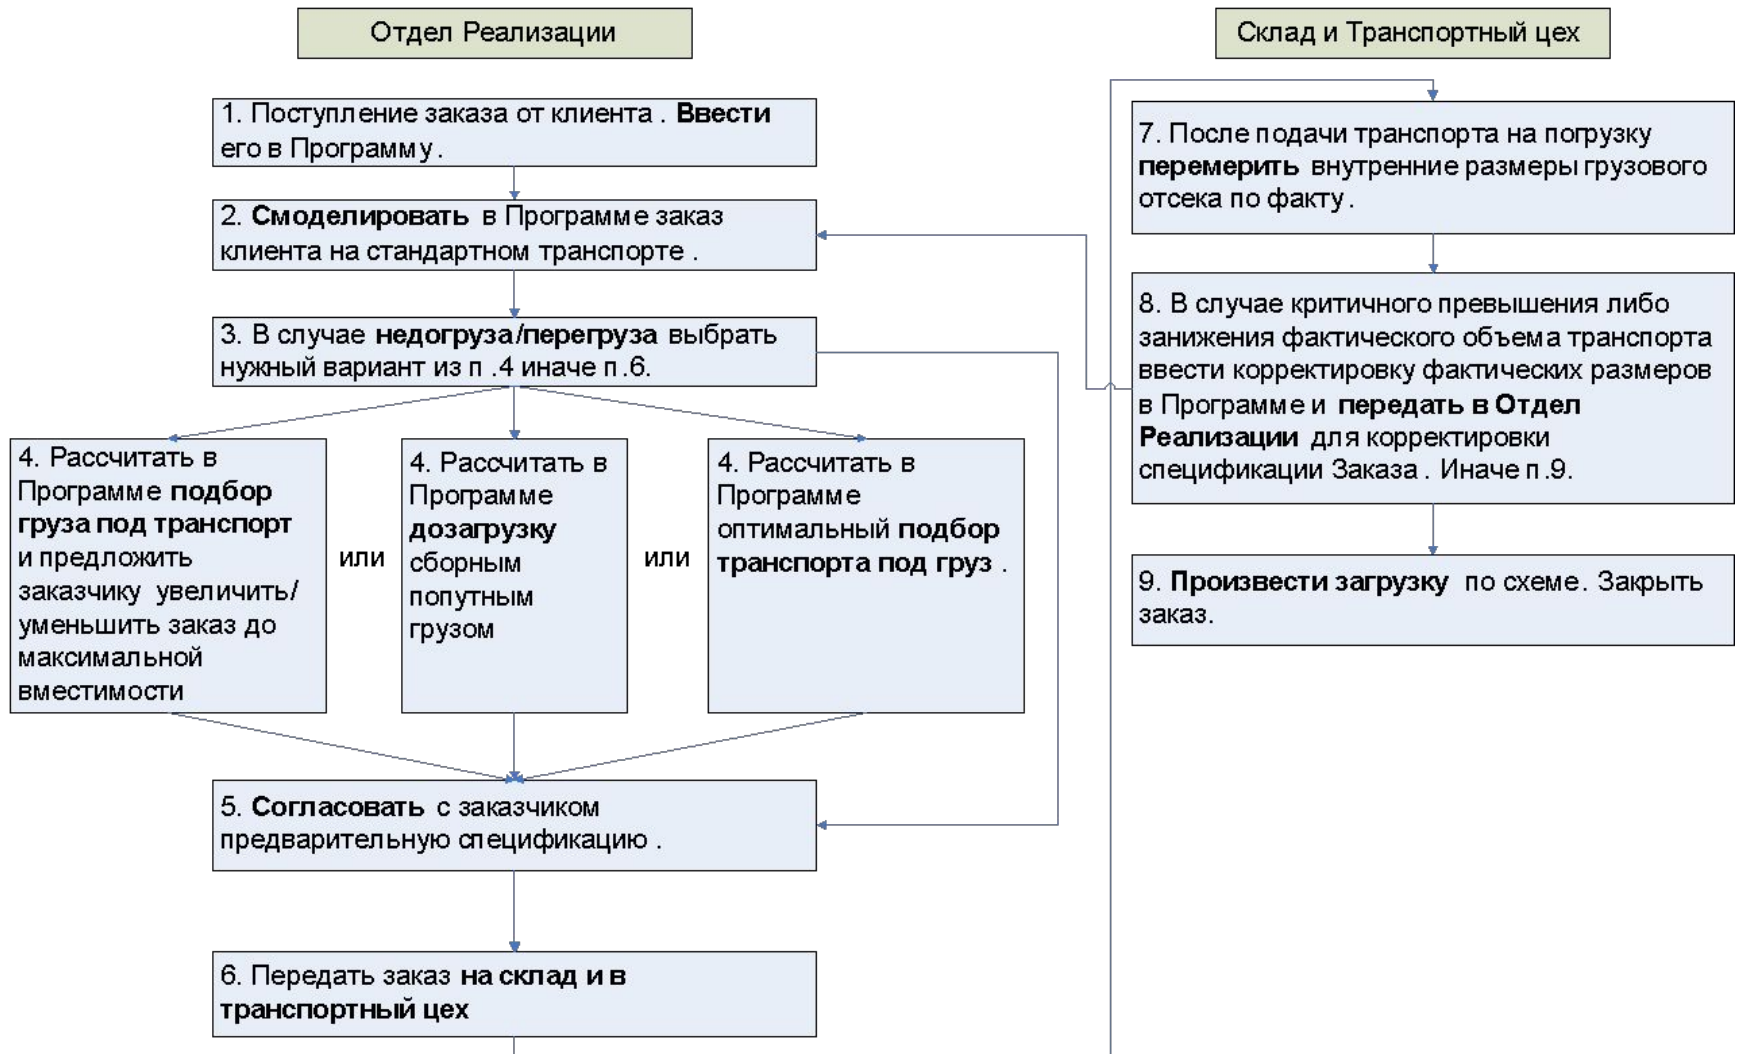 Отдел Реализации
1. Поступление заказа от клиента . Ввести
его в Программу .
2. Смоделировать в Программе заказ
клиента на стандартном транспорте .
3. В случае недогруза/перегруза выбрать
нужный вариант из п .4 иначе п.6.
4. Рассчитать в
Программе подбор
груза под транспорт
и предложить
заказчику увеличить/
уменьшить заказ до
максимальной
вместимости
или
4. Рассчитать в
Программе
дозагрузку
сборным
попутным
грузом
или
4. Рассчитать в
Программе
оптимальный подбор
транспорта под груз .
5. Согласовать с заказчиком
предварительную спецификацию .
6. Передать заказ на склад и в
транспортный цех
Склад и Транспортный цех
7. После подачи транспорта на погрузку
перемерить внутренние размеры грузового
отсека по факту .
8. В случае критичного превышения либо
занижения фактического объема транспорта
ввести корректировку фактических размеров
в Программе и передать в Отдел
Реализации для корректировки
спецификации Заказа . Иначе п .9.
9. Произвести загрузку по схеме. Закрыть
заказ.